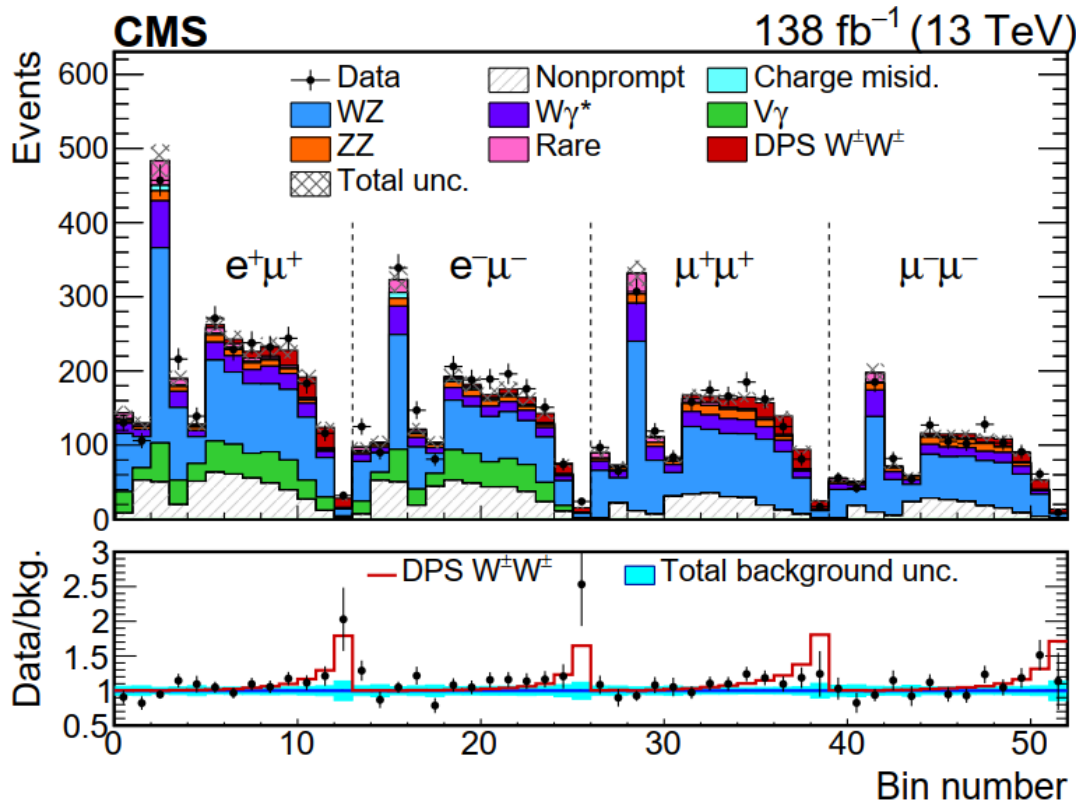 CMS 138 fb⁻¹ (13 TeV)
Events
600
500
400
300
200
100
0
Data Nonprompt Charge misid.
WZ Wγ* Vγ
ZZ Rare DPS W±W±
Total unc.
e⁺μ⁺ e⁻μ⁻ μ⁺μ⁺ μ⁻μ⁻
Data/bkg.
3
2.5
2
1.5
1
0.5
DPS W±W± Total background unc.
0 10 20 30 40 50
Bin number